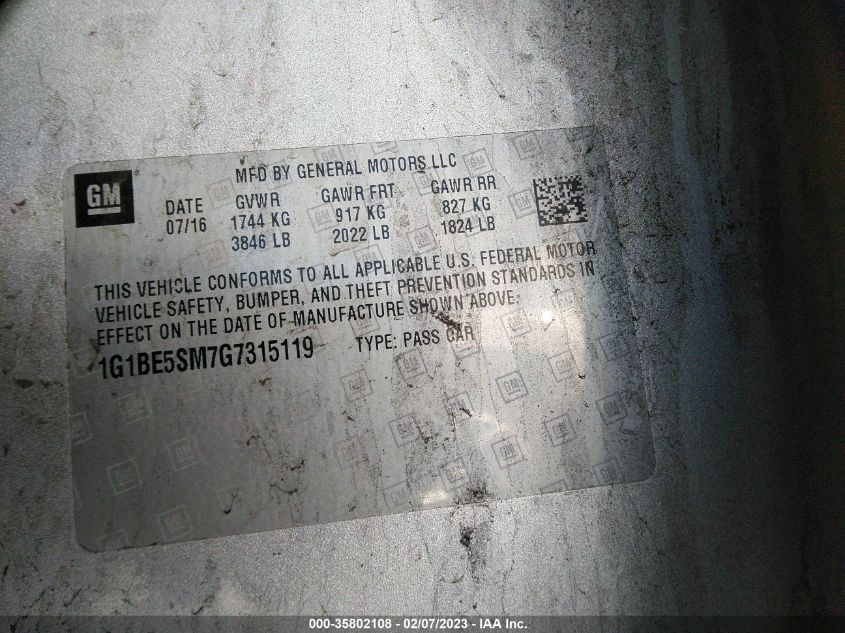 GM
MFD BY GENERAL MOTORS LLC
DATE GVWR GAWR FRT GAWR RR
07/16 1744 KG 917 KG 827 KG
3846 LB 2022 LB 1824 LB
THIS VEHICLE CONFORMS TO ALL APPLICABLE U.S. FEDERAL MOTOR
VEHICLE SAFETY, BUMPER, AND THEFT PREVENTION STANDARDS IN
EFFECT ON THE DATE OF MANUFACTURE SHOWN ABOVE.
1G1BE5SM7G7315119 TYPE: PASS CAR
000-35802108 - 02/07/2023 - IAA Inc.